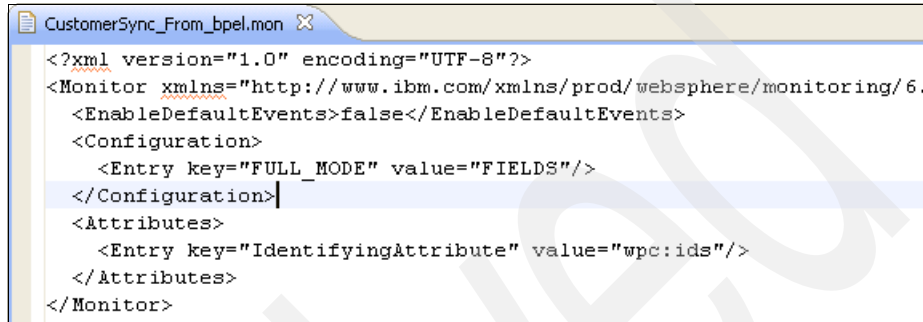 CustomerSync_From_bpel.mon
<?xml version="1.0" encoding="UTF-8"?>
<Monitor xmlns="http://www.ibm.com/xmlns/prod/websphere/monitoring/6.
<EnableDefaultEvents>false</EnableDefaultEvents>
<Configuration>
<Entry key="FULL_MODE" value="FIELDS"/>
</Configuration>
<Attributes>
<Entry key="IdentifyingAttribute" value="wpc:ids"/>
</Attributes>
</Monitor>